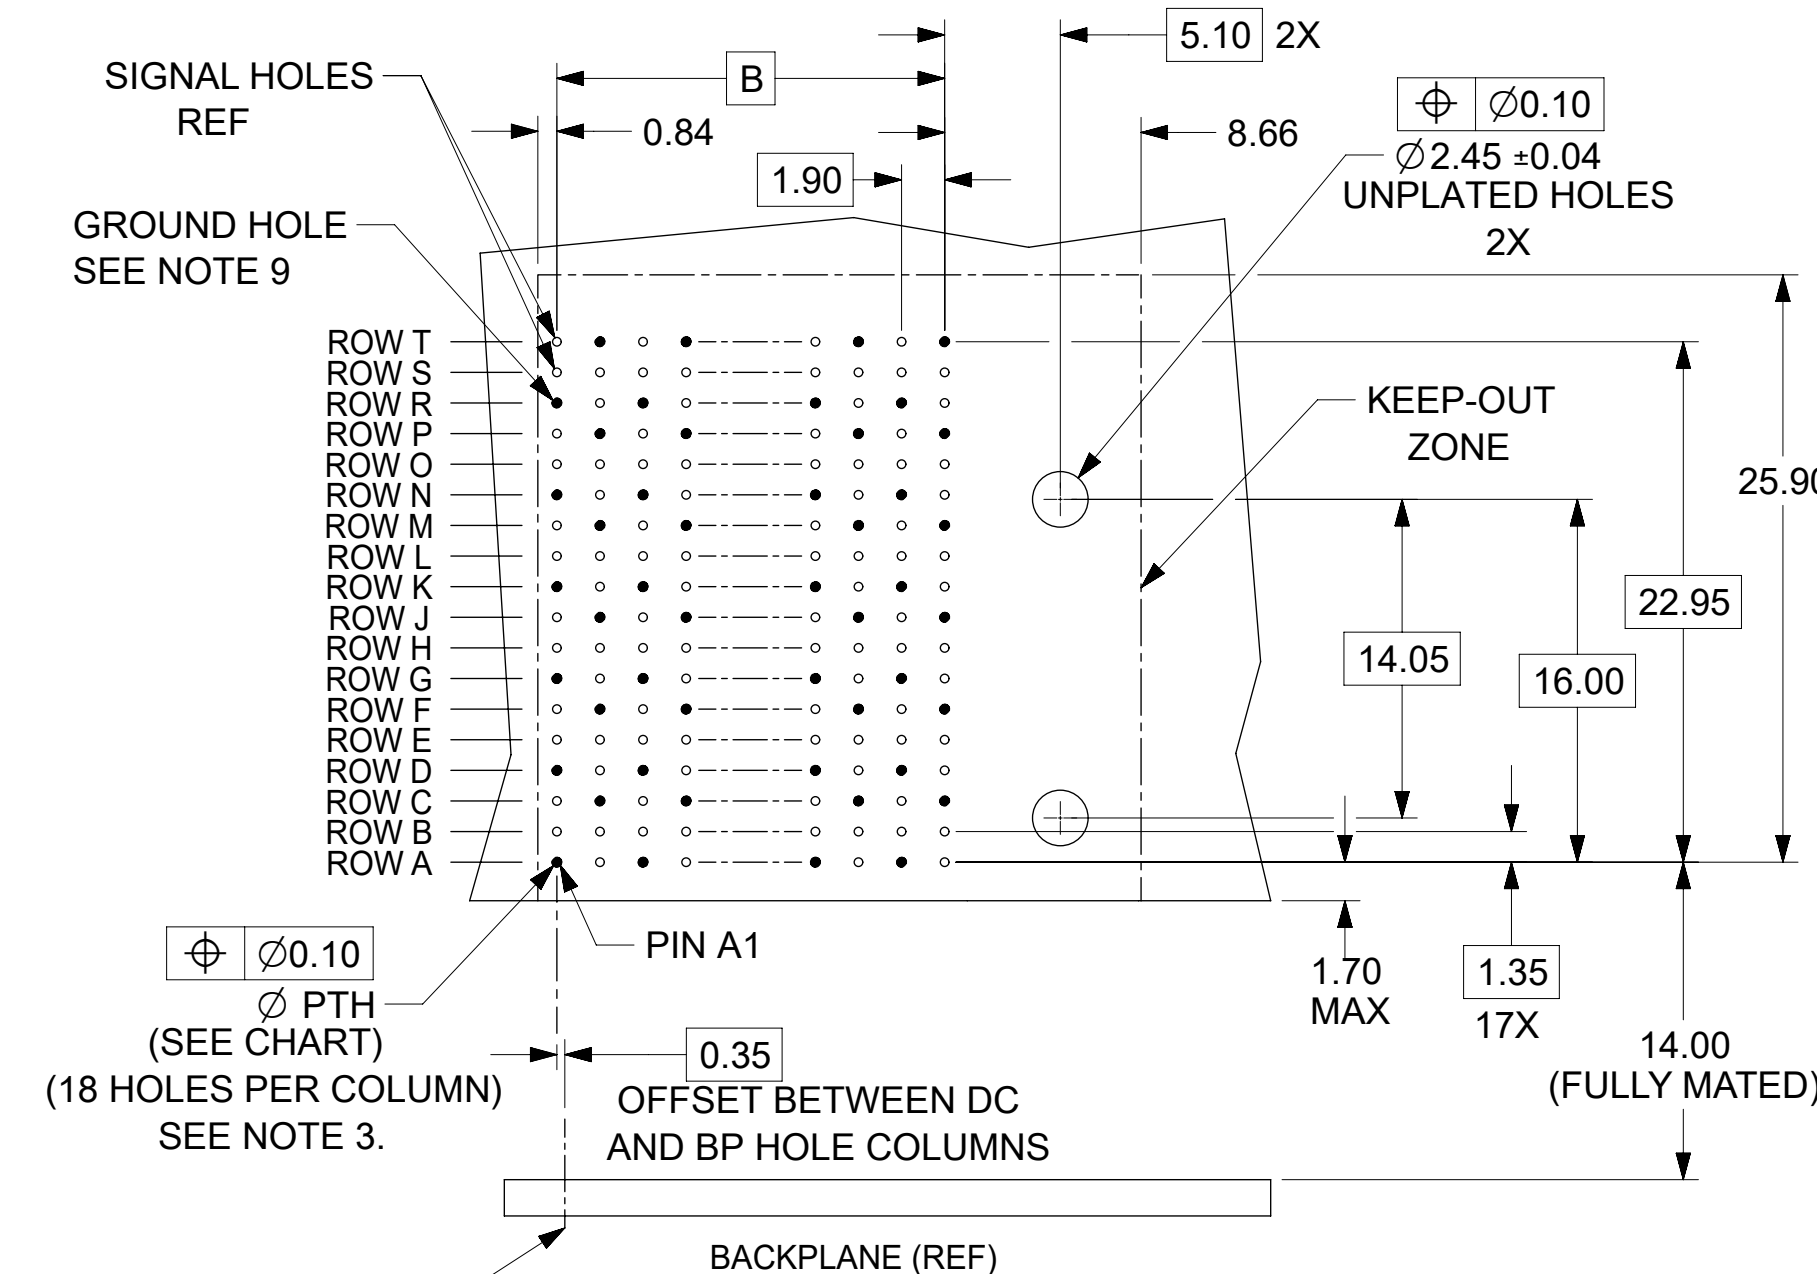 5.10 2X
SIGNAL HOLES
REF
B
⌖ ∅0.10
0.84
8.66
∅2.45 ±0.04
UNPLATED HOLES
2X
1.90
GROUND HOLE
SEE NOTE 9
ROW T
ROW S
ROW R
ROW P
ROW O
ROW N
ROW M
ROW L
ROW K
ROW J
ROW H
ROW G
ROW F
ROW E
ROW D
ROW C
ROW B
ROW A
KEEP-OUT
ZONE
25.90
22.95
14.05
16.00
⌖ ∅0.10
∅ PTH
(SEE CHART)
(18 HOLES PER COLUMN)
SEE NOTE 3.
PIN A1
1.70
MAX
1.35
17X
14.00
(FULLY MATED)
0.35
OFFSET BETWEEN DC
AND BP HOLE COLUMNS
BACKPLANE (REF)